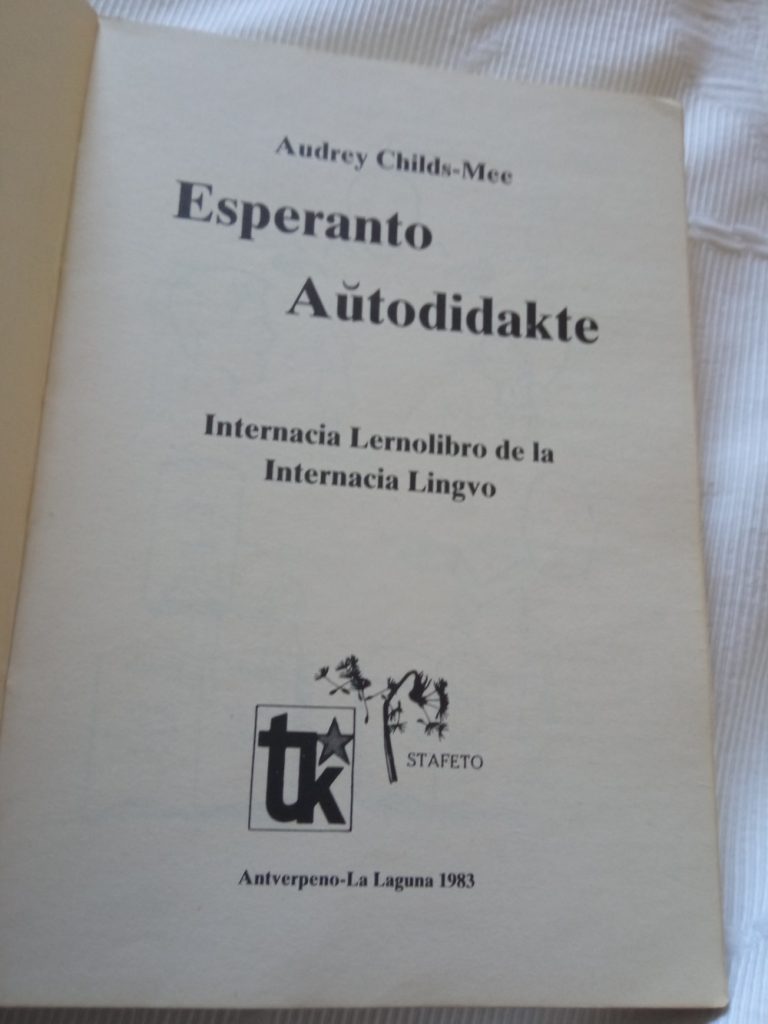 Audrey Childs-Mee
Esperanto
Aŭtodidakte
Internacia Lernolibro de la
Internacia Lingvo
tk
STAFETO
Antverpeno-La Laguna 1983